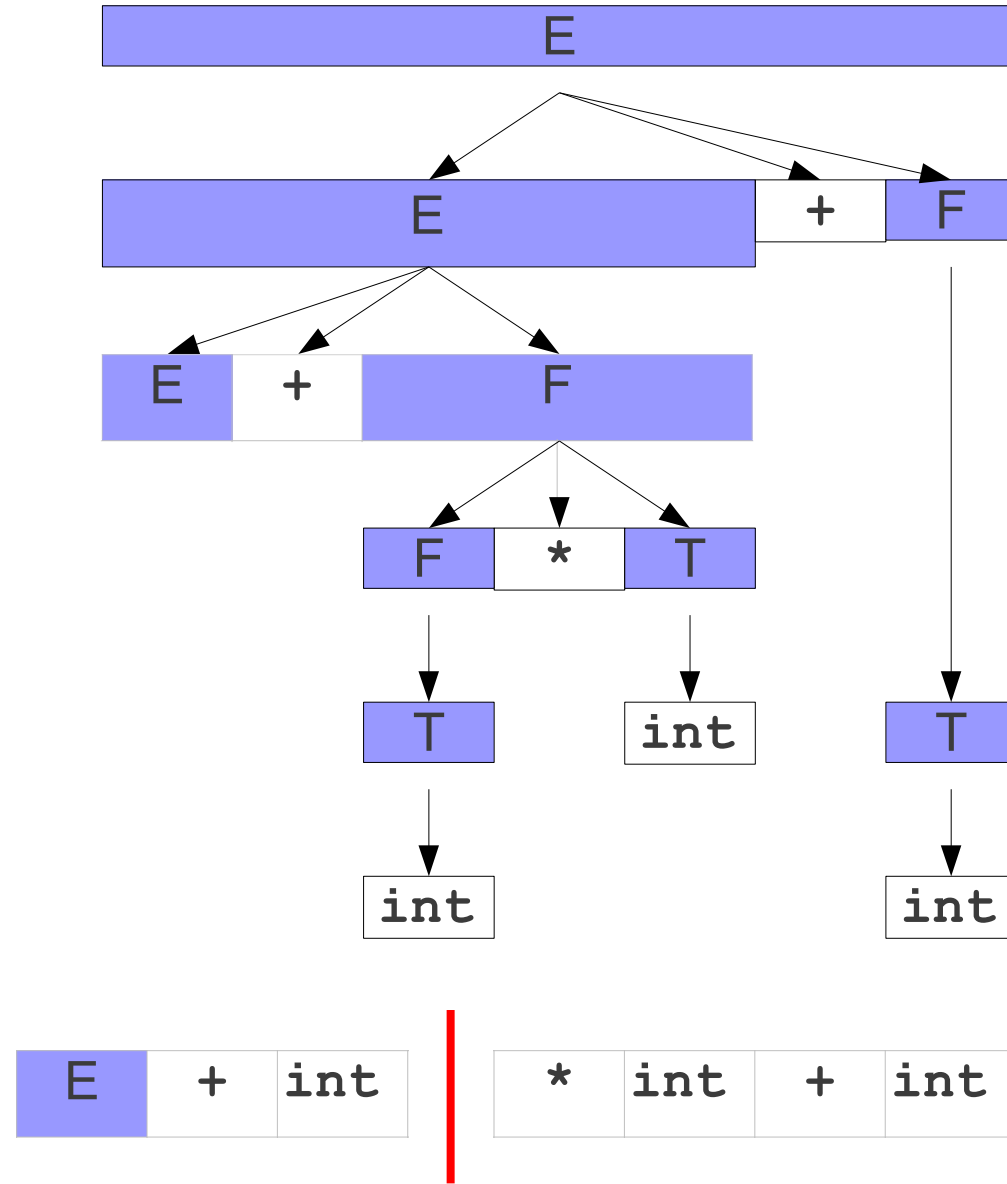 E
E + F
E + F
F * T
T int T
int int
E + int * int + int